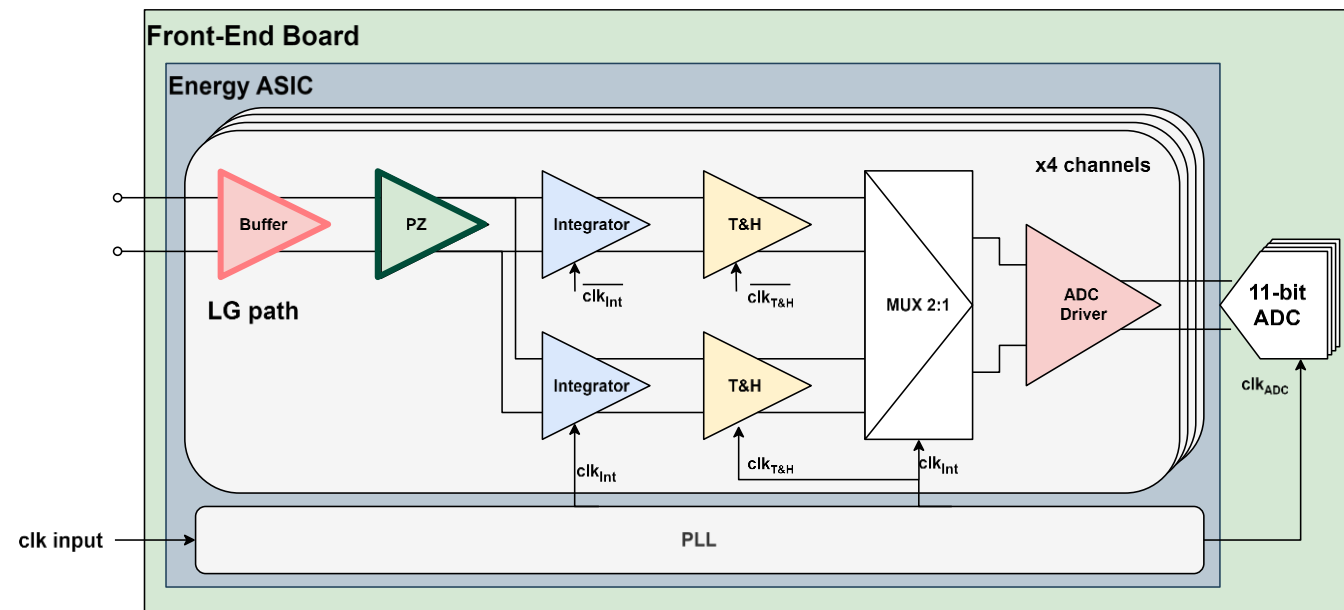 Front-End Board
Energy ASIC
x4 channels
Buffer
PZ
Integrator
T&H
clkInt
clkT&H
LG path
MUX 2:1
ADC
Driver
11-bit
ADC
Integrator
T&H
clkADC
clkInt
clkT&H
clkInt
clk input
PLL